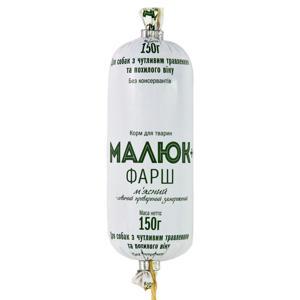 150г
Для собак з чутливим травленням
та похилого віку
Без консервантів
Корм для тварин
МАЛЮК+
ФАРШ
м'ясний
заморожений
Маса нетто:
150г
Для собак з чутливим травленням
та похилого віку